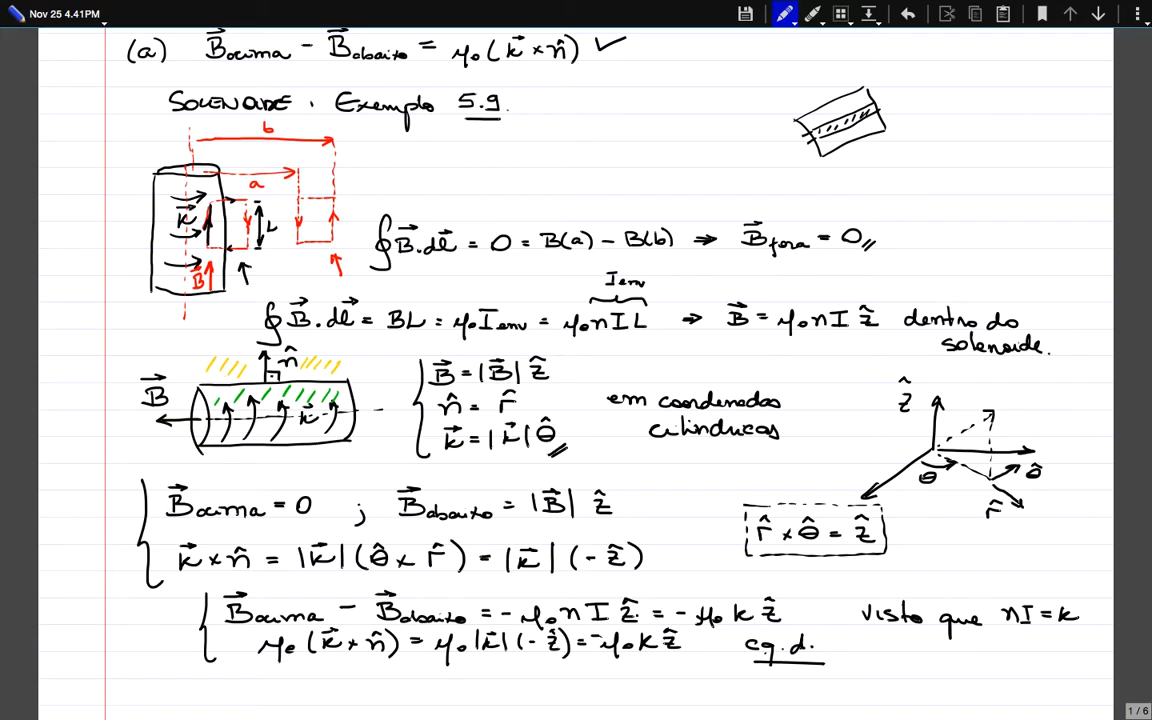 Nov 25 4.41PM
(a) B⃗acima − B⃗abaixo = μ₀(k⃗×n̂) ✓
SOLENOIDE. Exemplo 5.9.
b
a
k⃗
L
B⃗
∮B⃗.dl⃗ = 0 = B(a) − B(b) ⇒ B⃗fora = 0 //
Ienv
∮B⃗.dl⃗ = BL = μ₀Ienv = μ₀nIL ⇒ B⃗ = μ₀nI ẑ dentro do
solenoide.
n̂
B⃗
k⃗
B⃗ = |B⃗| ẑ
n̂ = r̂
k⃗ = |k⃗| θ̂ //
em coordenadas
cilíndricas
ẑ
θ
θ̂
r̂
B⃗acima = 0 ; B⃗abaixo = |B⃗| ẑ
r̂ × θ̂ = ẑ
k⃗×n̂ = |k⃗|(θ̂ × r̂) = |k⃗|(−ẑ)
B⃗acima − B⃗abaixo = −μ₀nI ẑ = −μ₀k ẑ visto que nI = k
μ₀(k⃗×n̂) = μ₀|k⃗|(−ẑ) = −μ₀kẑ c.q.d.
1 / 6